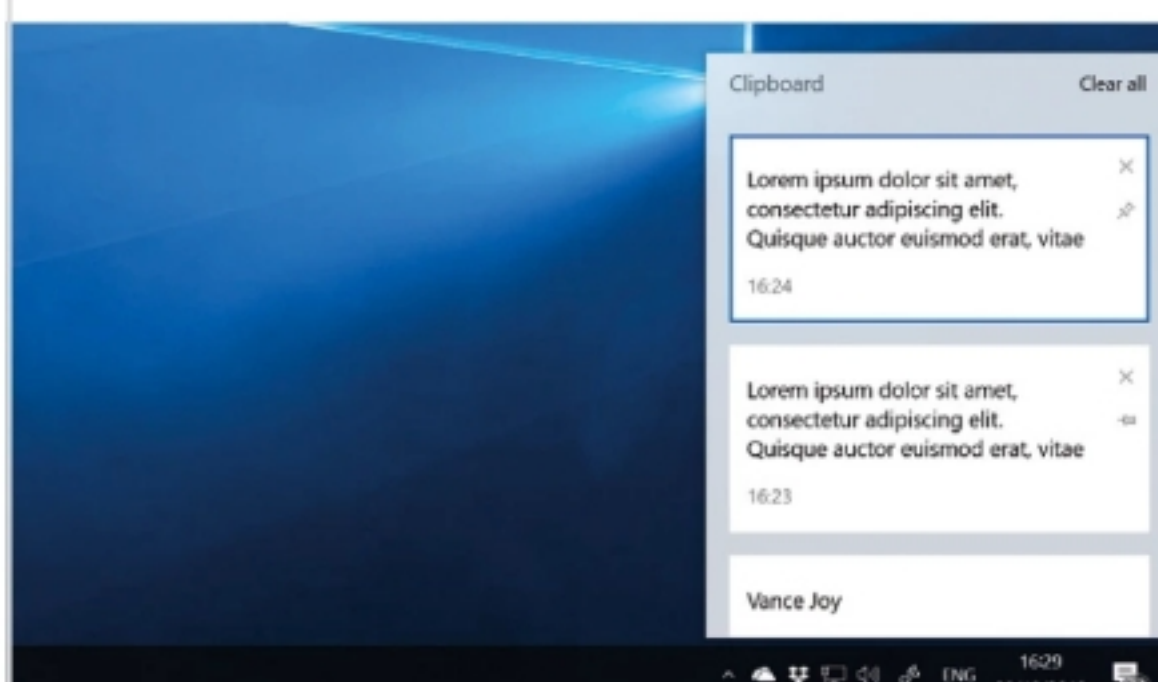 Clipboard Clear all
Lorem ipsum dolor sit amet,
consectetur adipiscing elit.
Quisque auctor euismod erat, vitae
16:24
Lorem ipsum dolor sit amet,
consectetur adipiscing elit.
Quisque auctor euismod erat, vitae
16:23
Vance Joy
ENG 16:29